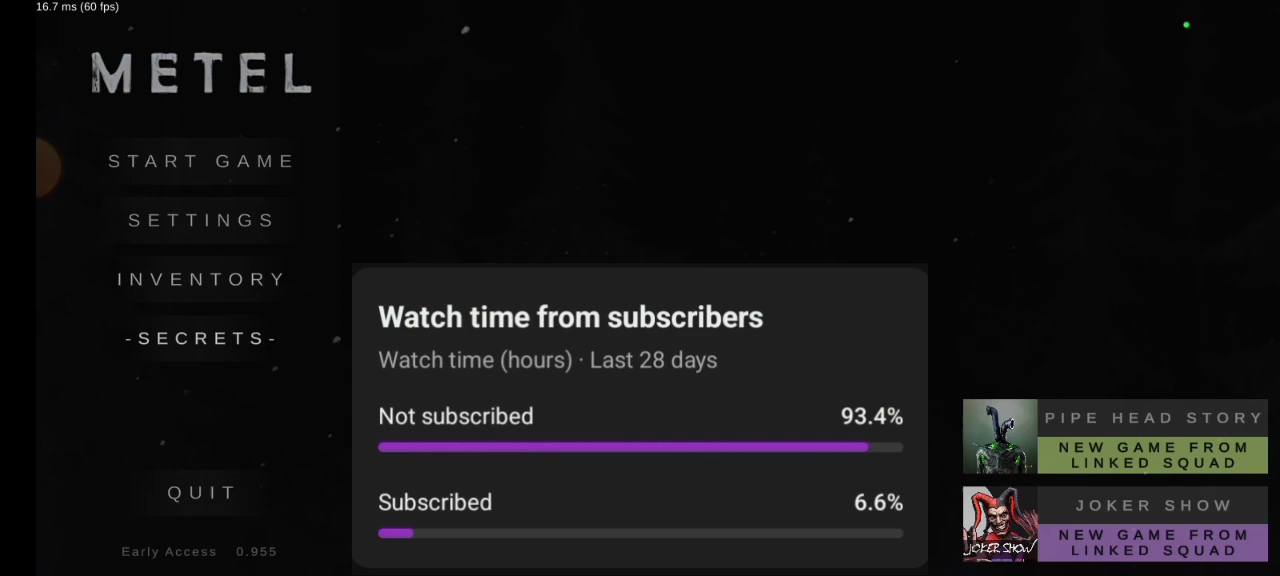 16.7 ms (60 fps)
METEL
START GAME
SETTINGS
INVENTORY
-SECRETS-
QUIT
Early Access 0.955
Watch time from subscribers
Watch time (hours) · Last 28 days
Not subscribed 93.4%
Subscribed 6.6%
PIPE HEAD STORY
NEW GAME FROM
LINKED SQUAD
JOKER SHOW
JOKER SHOW
NEW GAME FROM
LINKED SQUAD